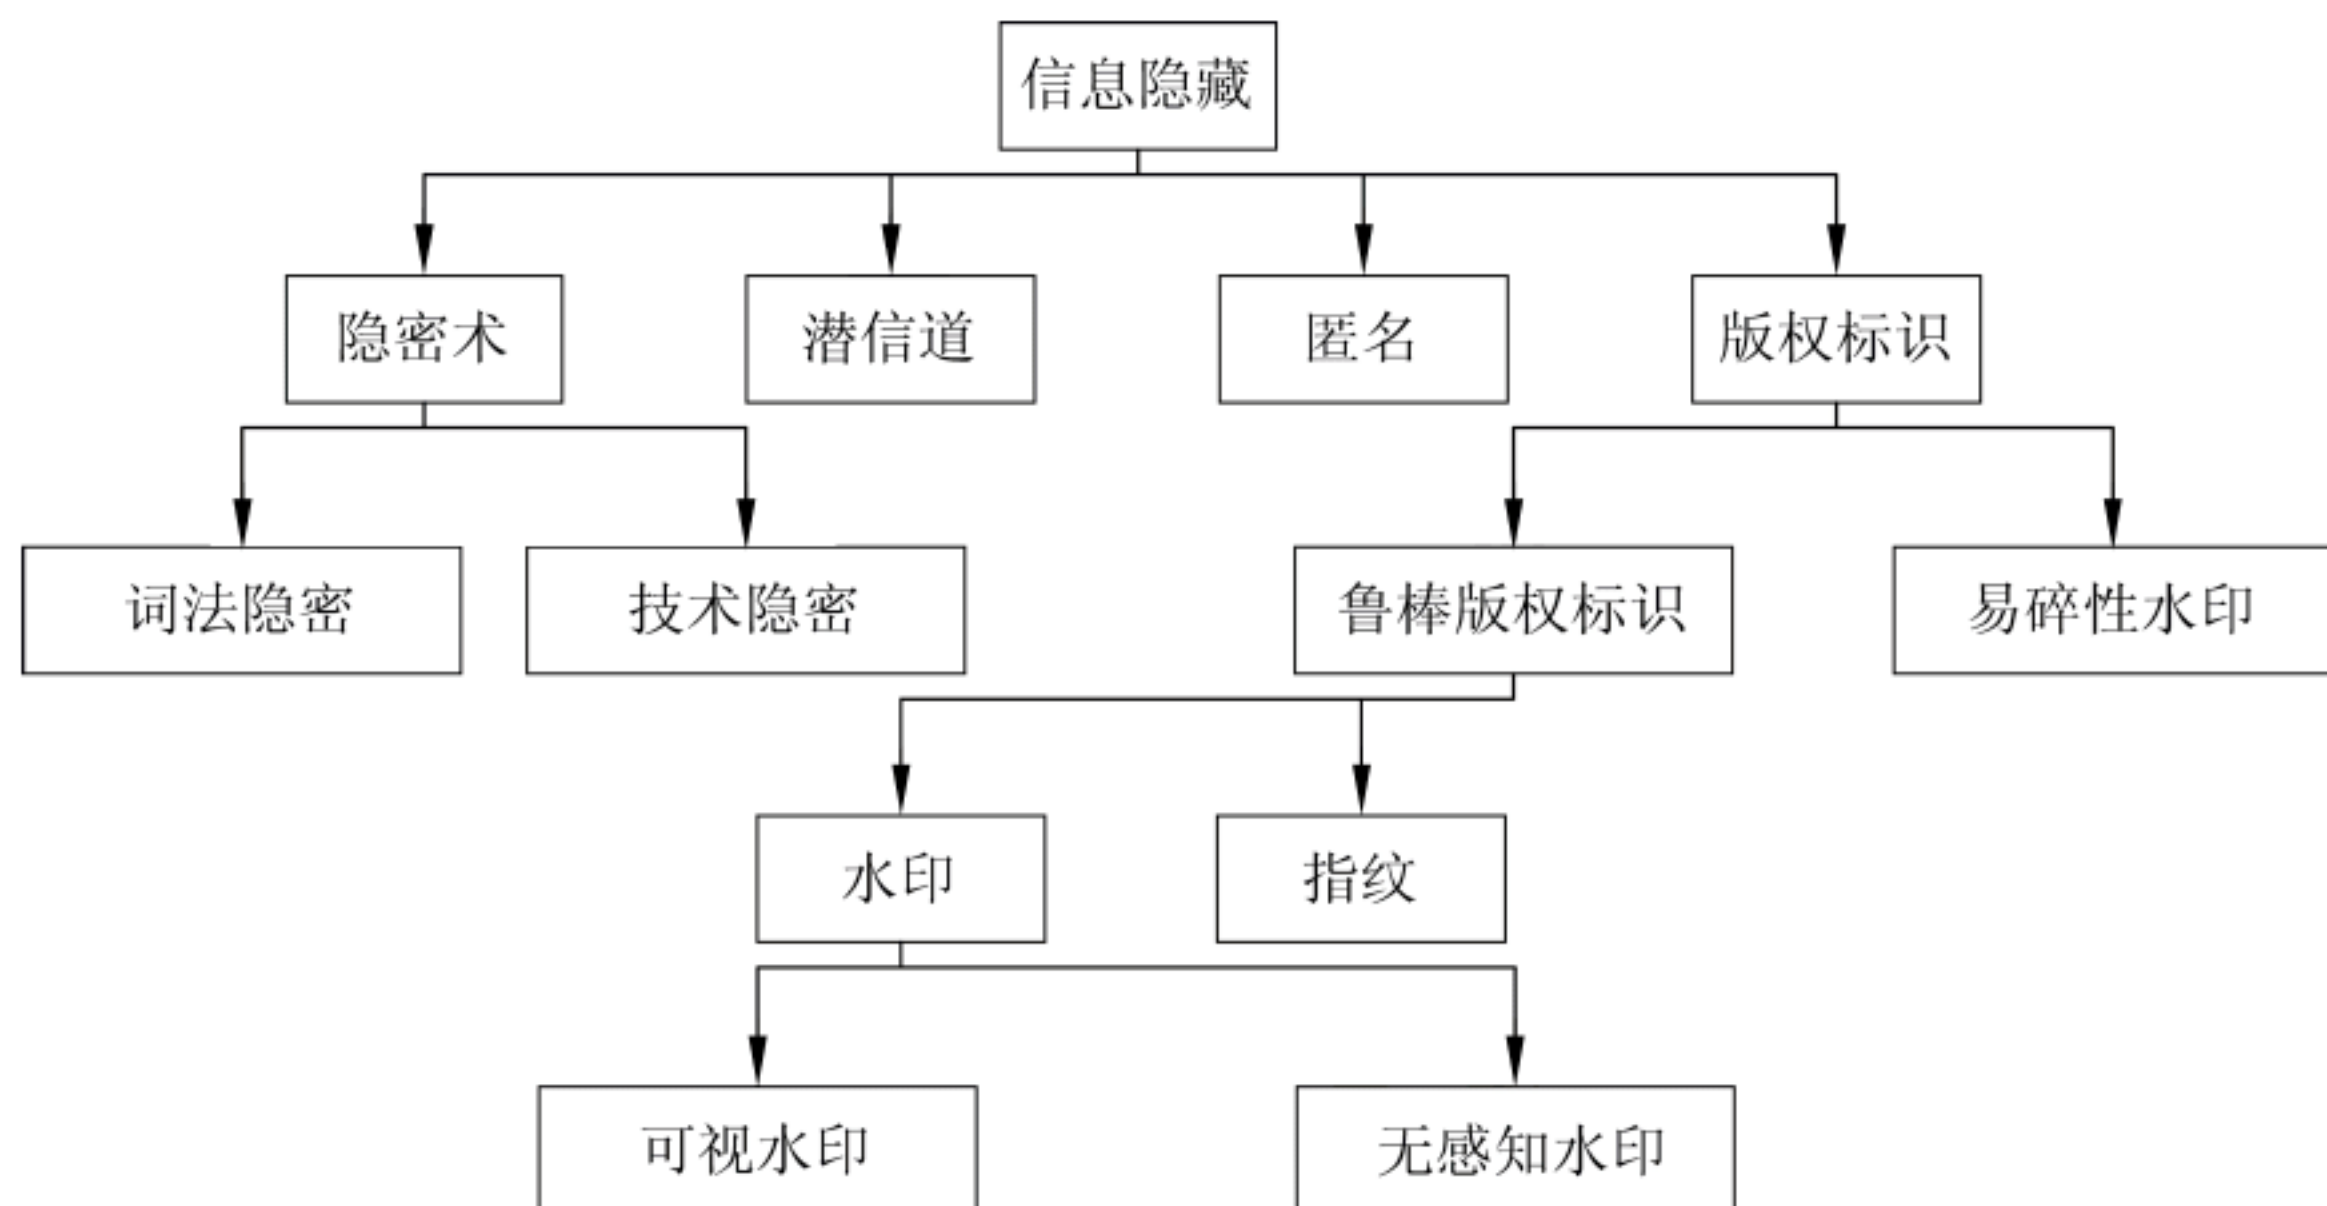 信息隐藏
隐密术
潜信道
匿名
版权标识
词法隐密
技术隐密
鲁棒版权标识
易碎性水印
水印
指纹
可视水印
无感知水印